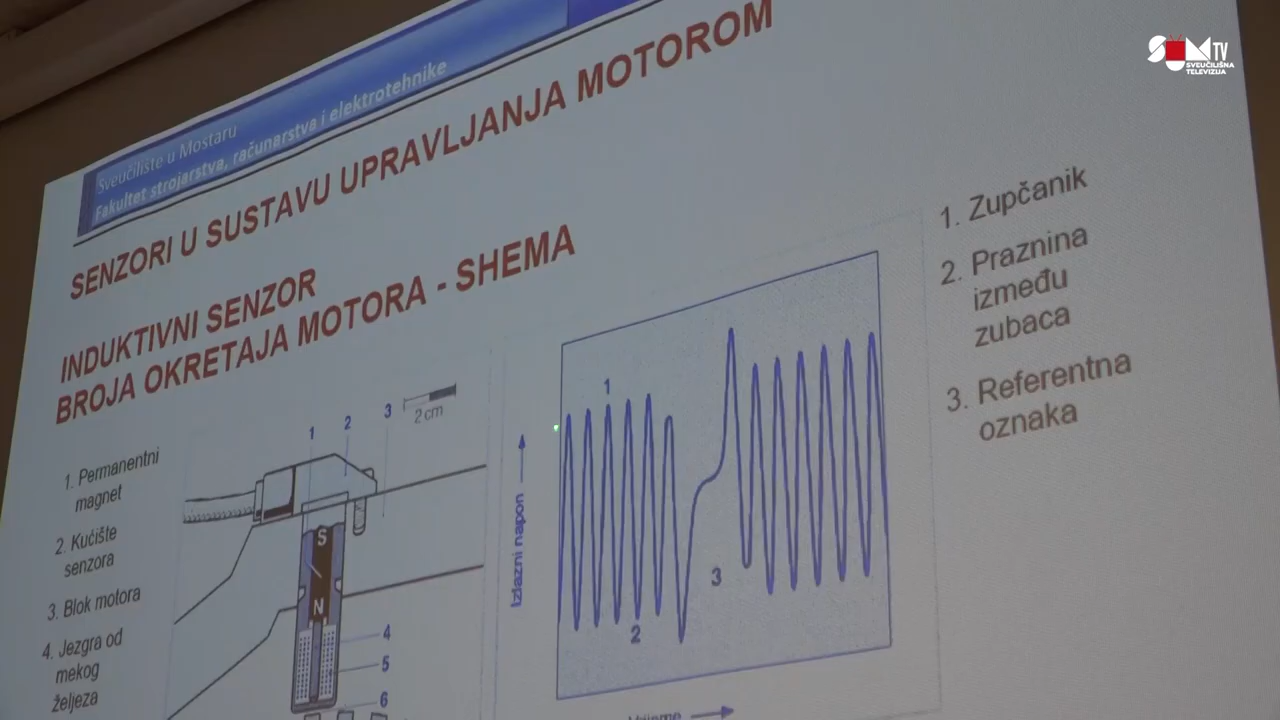 SUM TV
SVEUČILIŠNA
TELEVIZIJA
Sveučilište u Mostaru
Fakultet strojarstva, računarstva i elektrotehnike
SENZORI U SUSTAVU UPRAVLJANJA MOTOROM
INDUKTIVNI SENZOR
BROJA OKRETAJA MOTORA - SHEMA
1. Permanentni
magnet
2. Kućište
senzora
3. Blok motora
4. Jezgra od
mekog
željeza
1 2 3
2 cm
S
N
4
5
6
Izlazni napon
1
2
3
Vrijeme
1. Zupčanik
2. Praznina
između
zubaca
3. Referentna
oznaka